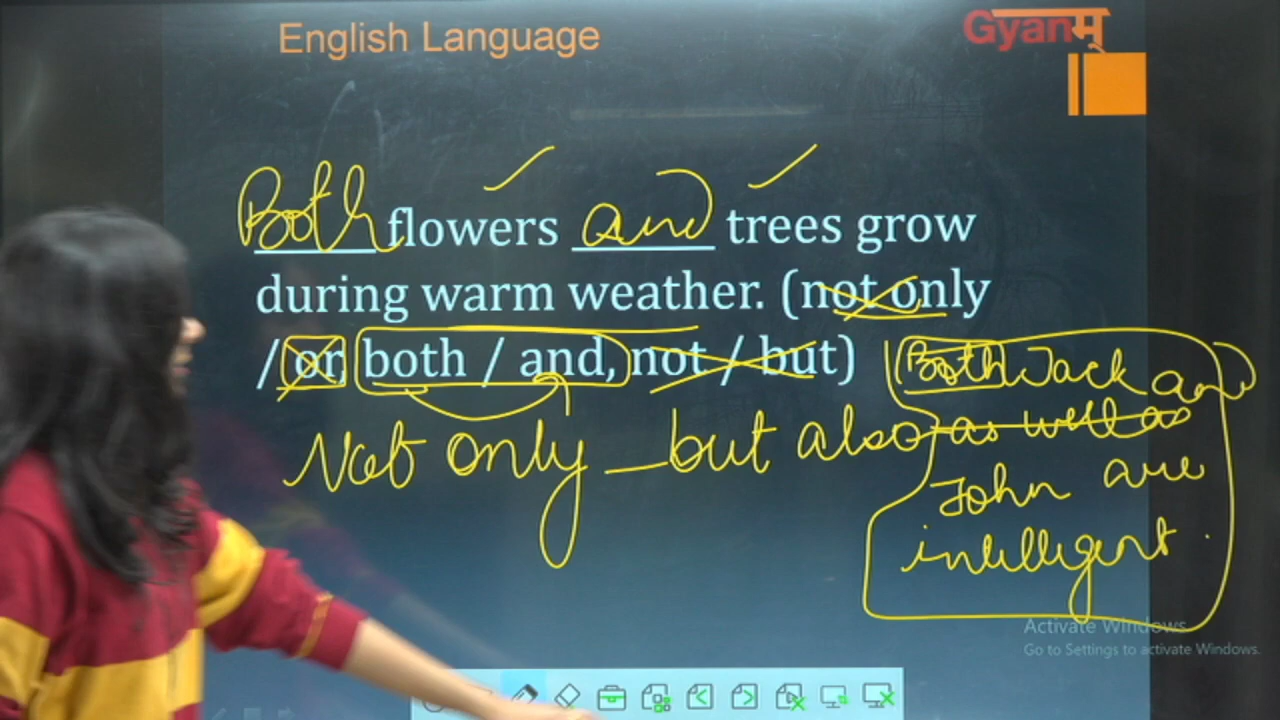 English Language
Gyanम्
Both flowers and trees grow
during warm weather. (not only
/ or, both / and, not / but)
Both Jack and
as well as
John are
intelligent.
Not only — but also
Activate Windows
Go to Settings to activate Windows.